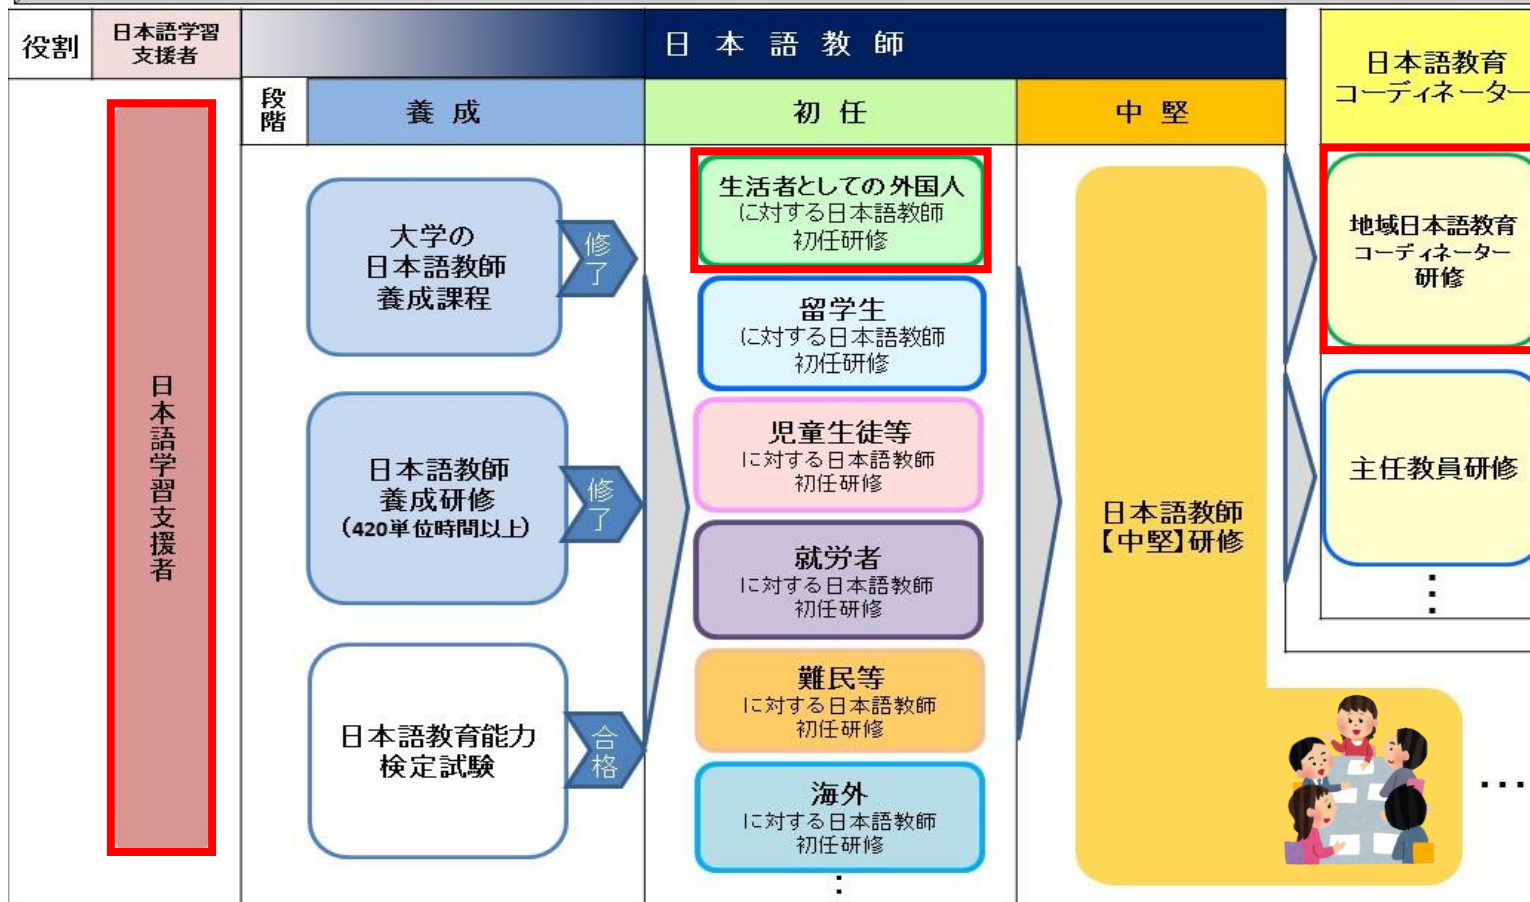 役割
日本語学習
支援者
日本語教師
日本語教育
コーディネーター
段階
養成
初任
中堅
日本語学習支援者
大学の
日本語教師
養成課程
修了
日本語教師
養成研修
（420単位時間以上）
修了
日本語教育能力
検定試験
合格
生活者としての外国人
に対する日本語教師
初任研修
留学生
に対する日本語教師
初任研修
児童生徒等
に対する日本語教師
初任研修
就労者
に対する日本語教師
初任研修
難民等
に対する日本語教師
初任研修
海外
に対する日本語教師
初任研修
︙
日本語教師
【中堅】研修
地域日本語教育
コーディネーター
研修
主任教員研修
︙
…